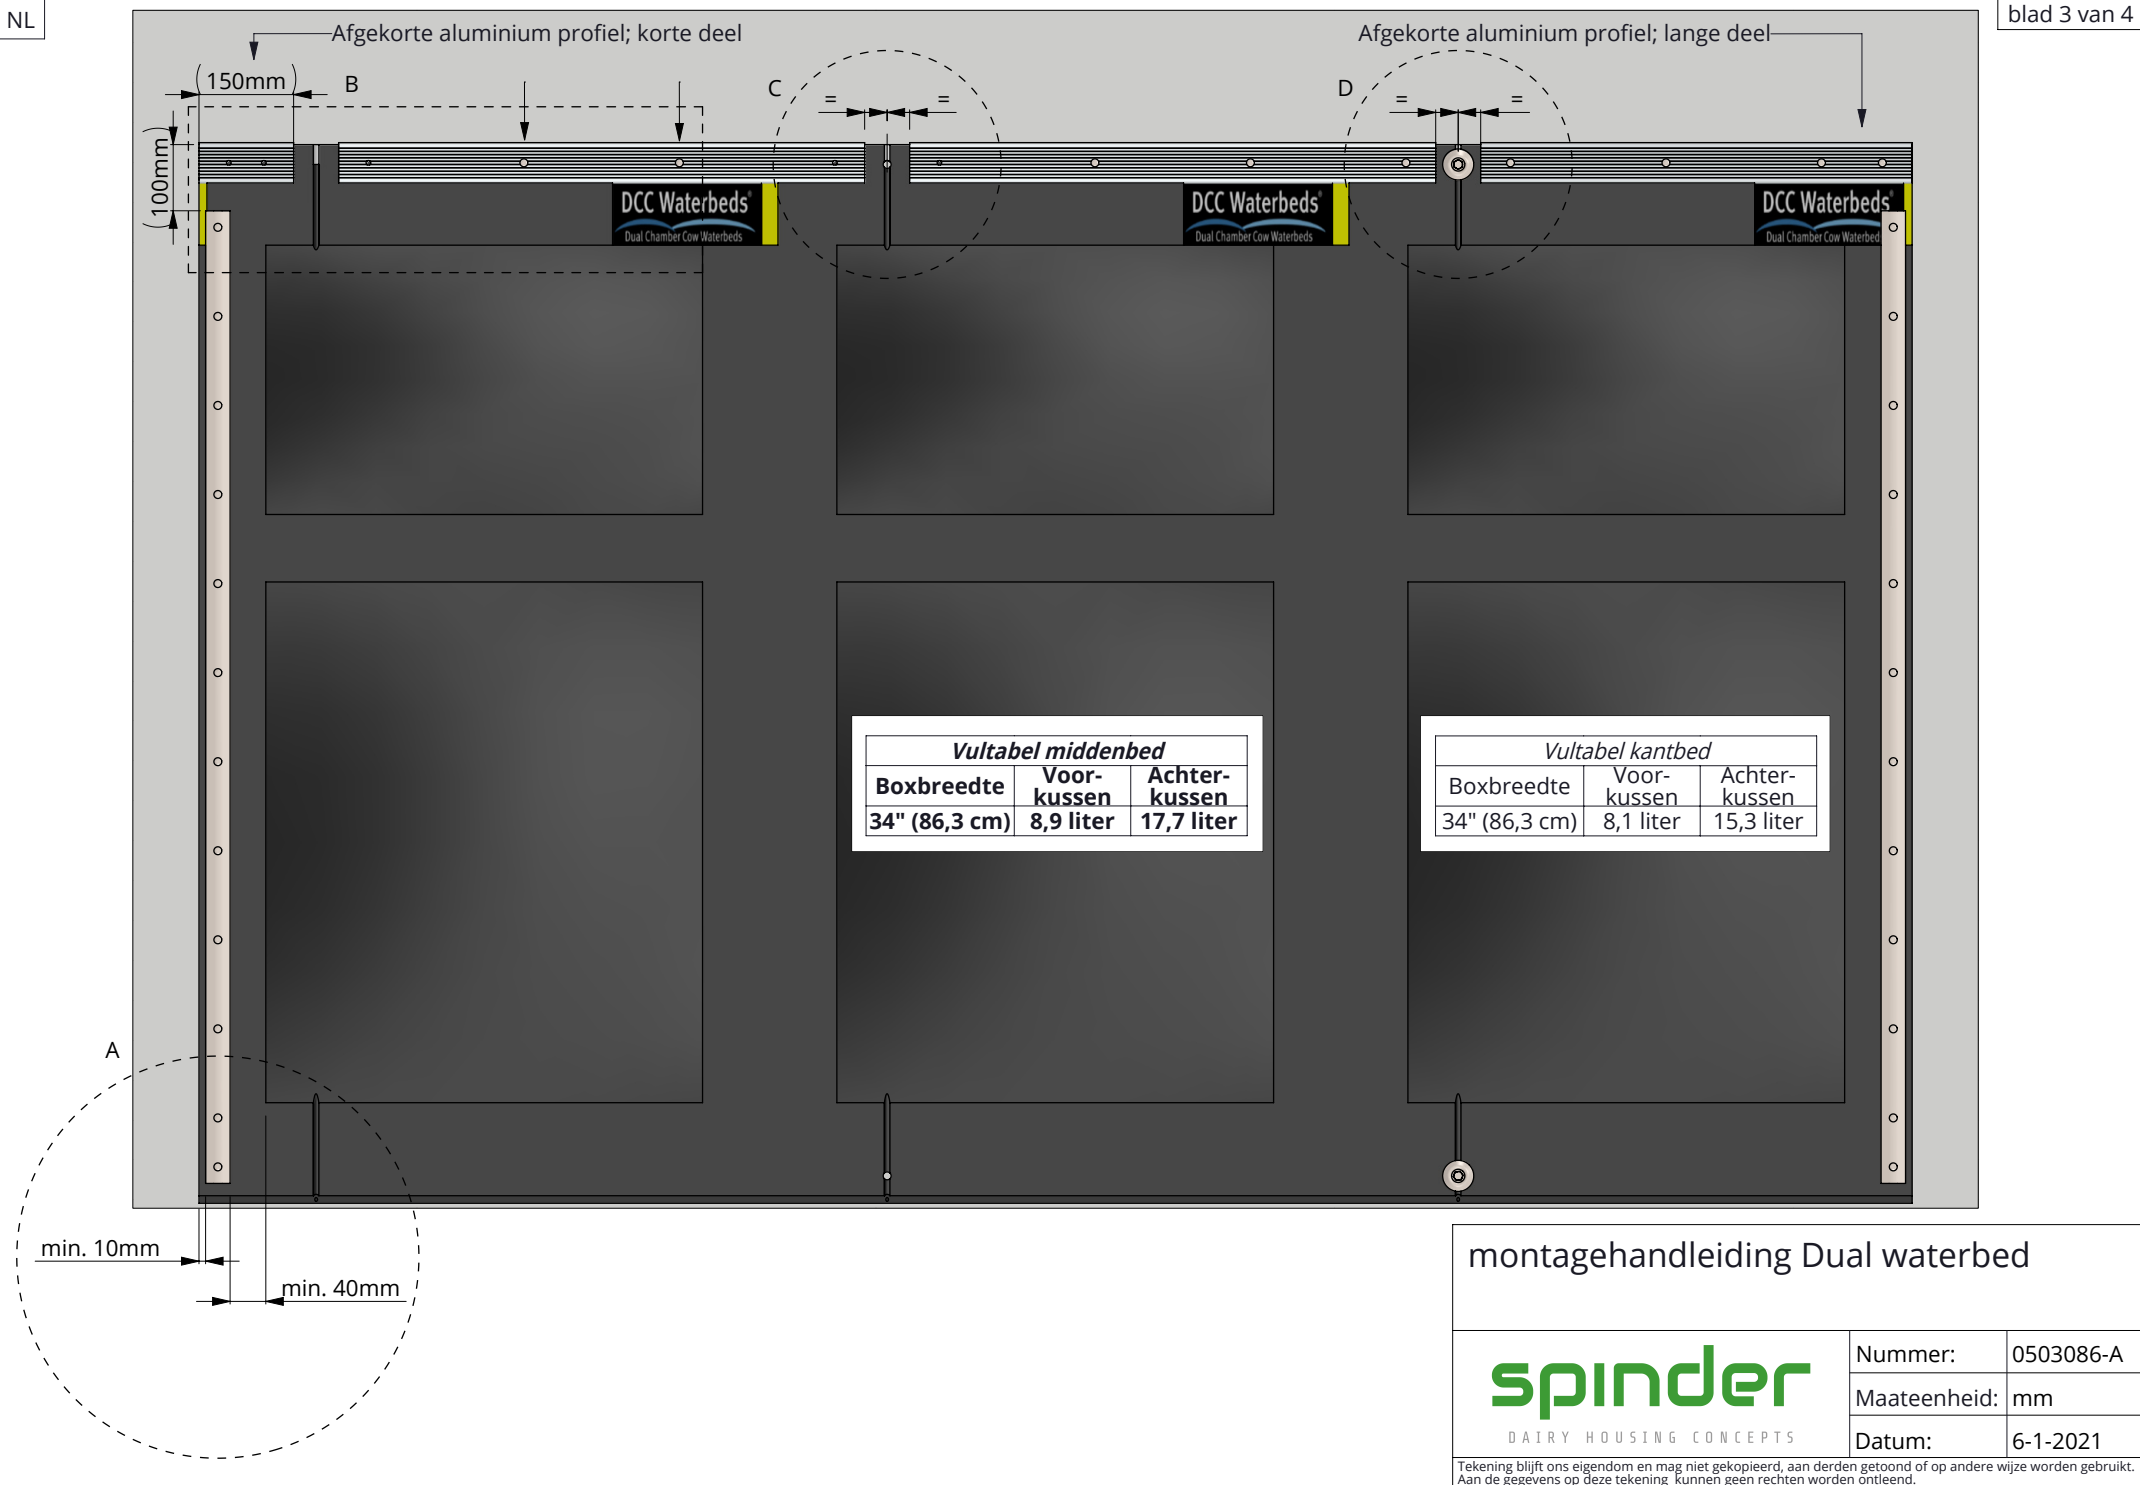 NL
blad 3 van 4
Afgekorte aluminium profiel; korte deel
Afgekorte aluminium profiel; lange deel
(150mm)
B
C
= =
D
= =
(100mm)
DCC Waterbeds®
Dual Chamber Cow Waterbeds
DCC Waterbeds®
Dual Chamber Cow Waterbeds
DCC Waterbeds®
Dual Chamber Cow Waterbed
Vultabel middenbed
Boxbreedte Voor-kussen Achter-kussen
34" (86,3 cm) 8,9 liter 17,7 liter
Vultabel kantbed
Boxbreedte Voor-kussen Achter-kussen
34" (86,3 cm) 8,1 liter 15,3 liter
A
min. 10mm
min. 40mm
montagehandleiding Dual waterbed
spinder
DAIRY HOUSING CONCEPTS
Nummer: 0503086-A
Maateenheid: mm
Datum: 6-1-2021
Tekening blijft ons eigendom en mag niet gekopieerd, aan derden getoond of op andere wijze worden gebruikt.
Aan de gegevens op deze tekening kunnen geen rechten worden ontleend.